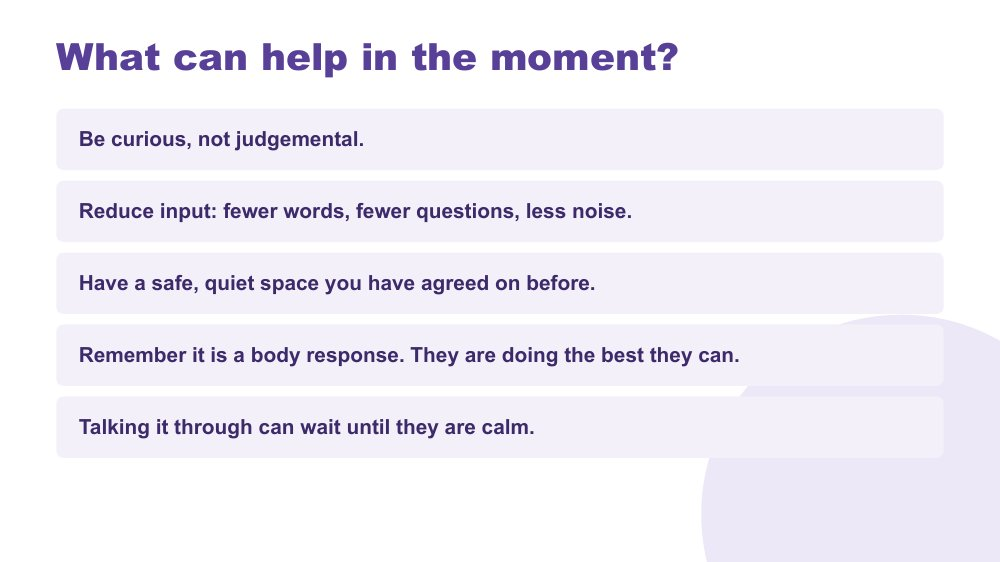 What can help in the moment?
Be curious, not judgemental.
Reduce input: fewer words, fewer questions, less noise.
Have a safe, quiet space you have agreed on before.
Remember it is a body response. They are doing the best they can.
Talking it through can wait until they are calm.